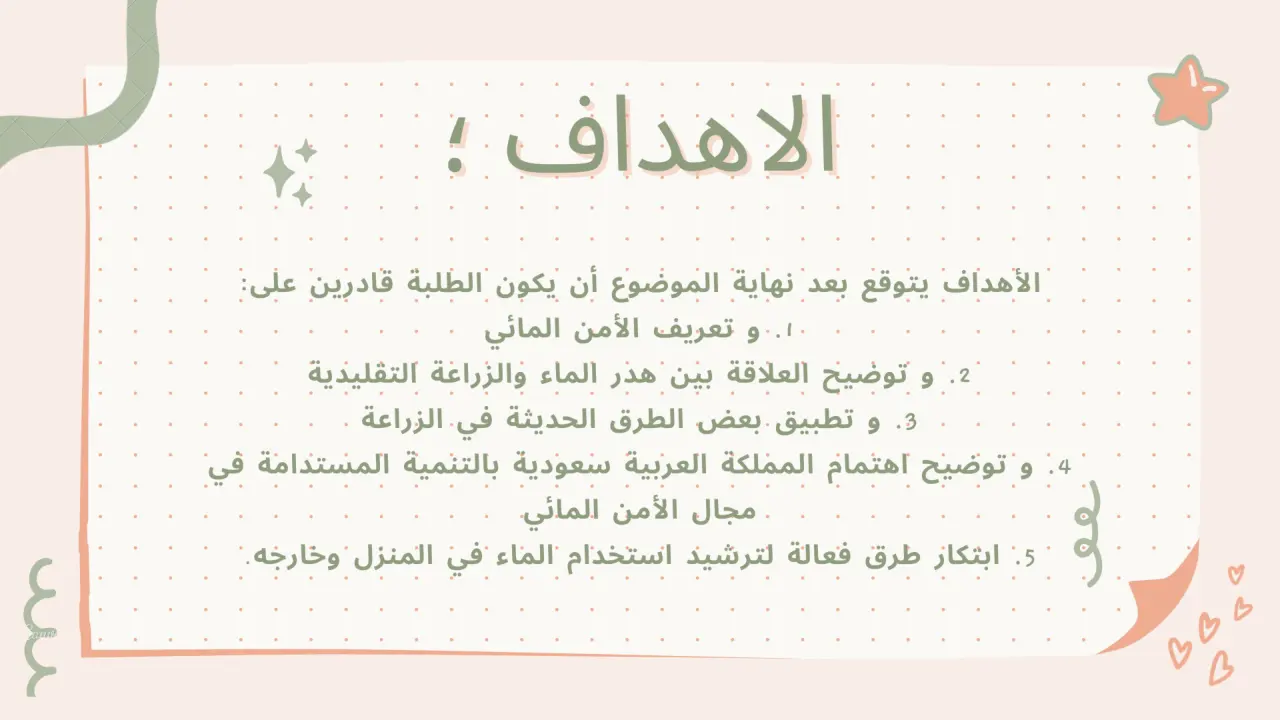 الاهداف ؛
الأهداف يتوقع بعد نهاية الموضوع أن يكون الطلبة قادرين على:
1. و تعريف الأمن المائي
2. و توضيح العلاقة بين هدر الماء والزراعة التقليدية
3. و تطبيق بعض الطرق الحديثة في الزراعة
4. و توضيح اهتمام المملكة العربية سعودية بالتنمية المستدامة في
مجال الأمن المائي
5. ابتكار طرق فعالة لترشيد استخدام الماء في المنزل وخارجه.